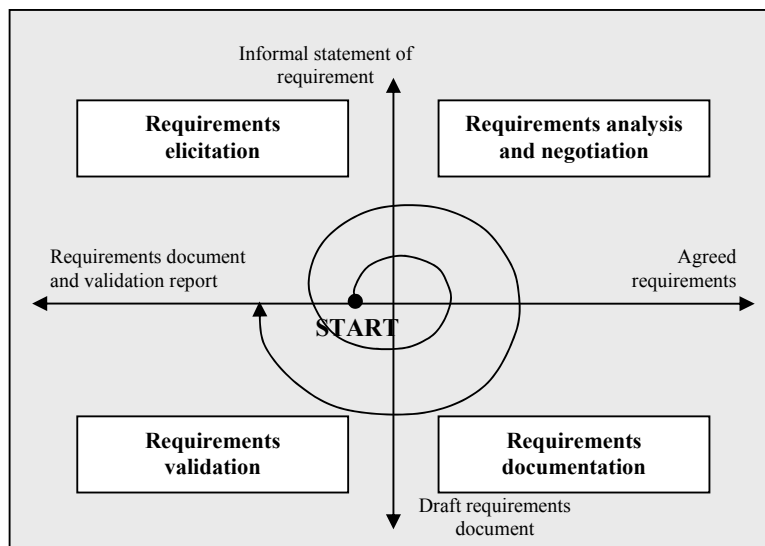 Informal statement of
requirement
Requirements
elicitation
Requirements analysis
and negotiation
Requirements document
and validation report
Agreed
requirements
START
Requirements
validation
Requirements
documentation
Draft requirements
document